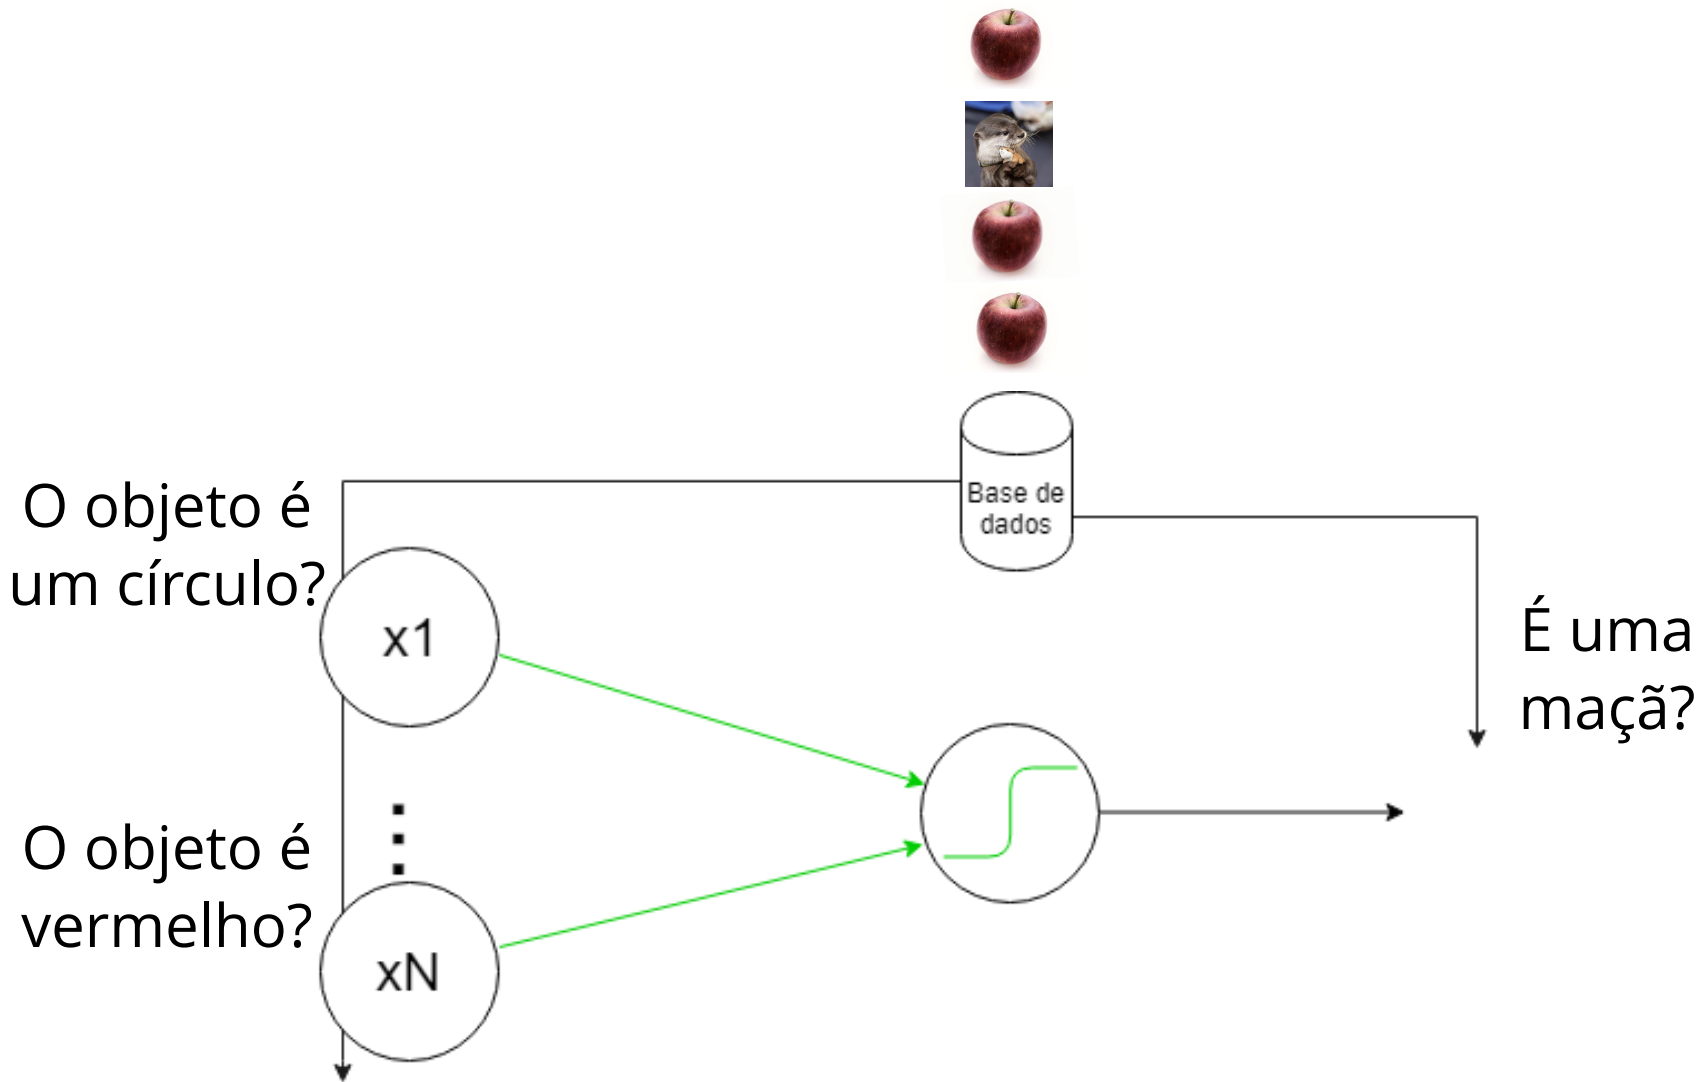 Base de
dados
O objeto é
um círculo?
x1
É uma
maçã?
O objeto é
vermelho?
xN